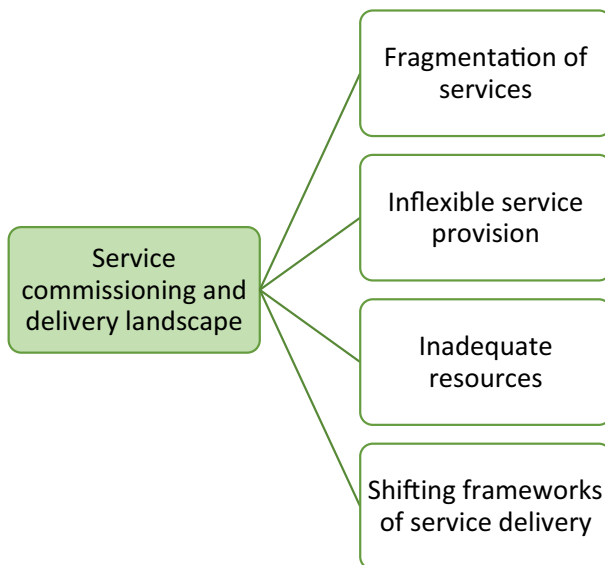 Fragmentation of
services
Inflexible service
provision
Service
commissioning and
delivery landscape
Inadequate
resources
Shifting frameworks
of service delivery